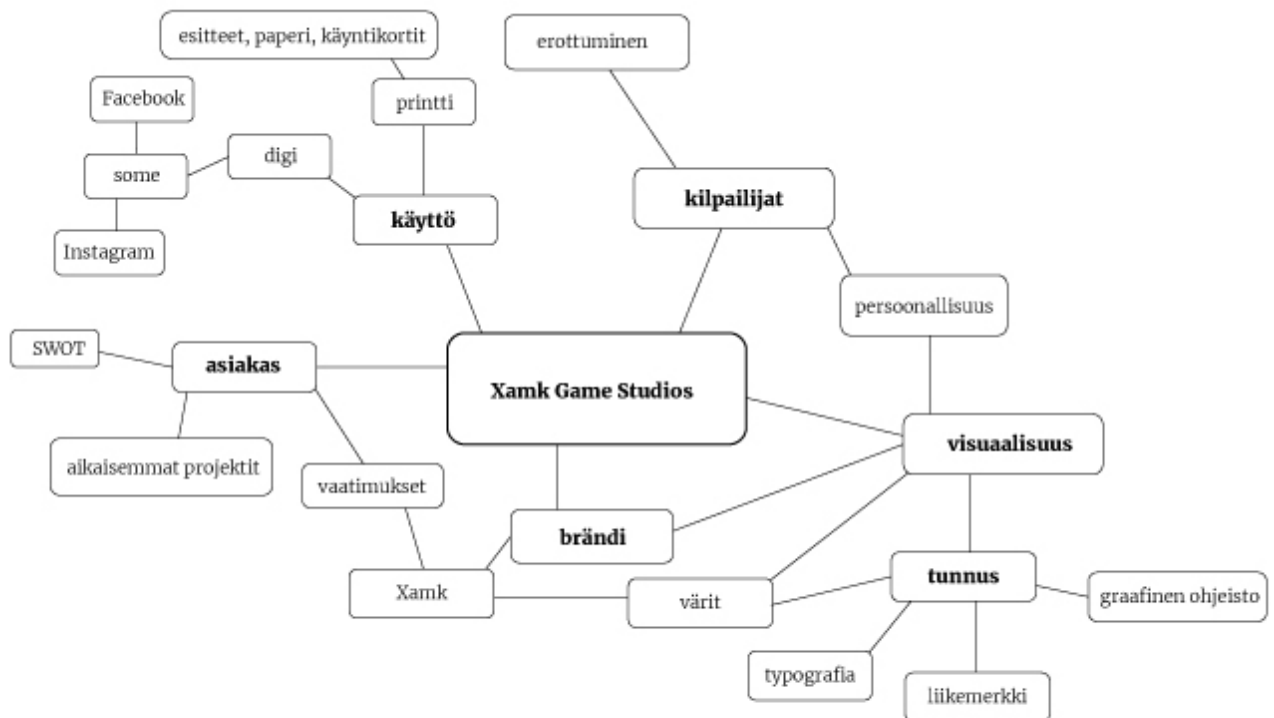 esitteet, paperi, käyntikortit
erottuminen
Facebook
printti
digi
some
kilpailijat
käyttö
Instagram
persoonallisuus
SWOT
asiakas
Xamk Game Studios
visuaalisuus
aikaisemmat projektit
vaatimukset
brändi
tunnus
Xamk
värit
graafinen ohjeisto
typografia
liikemerkki